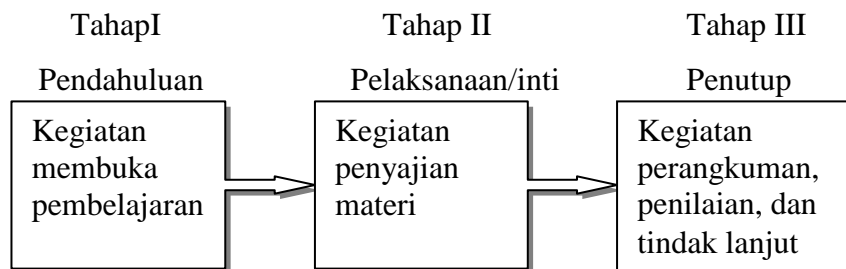 TahapI
Tahap II
Tahap III
Pendahuluan
Pelaksanaan/inti
Penutup
Kegiatan
membuka
pembelajaran
Kegiatan
penyajian
materi
Kegiatan
perangkuman,
penilaian, dan
tindak lanjut